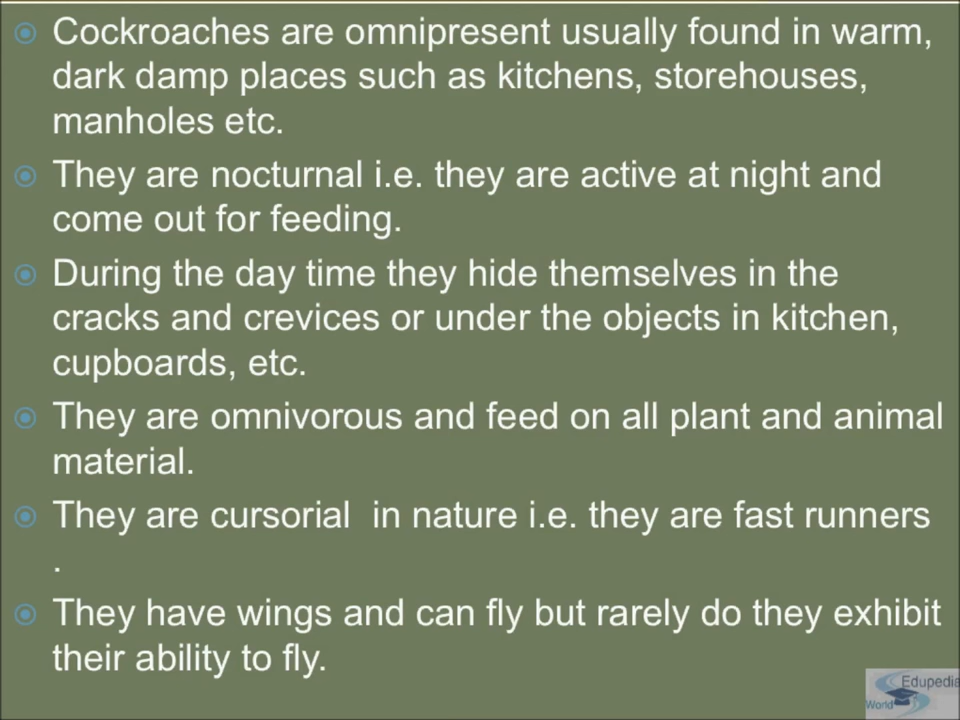 Cockroaches are omnipresent usually found in warm,
dark damp places such as kitchens, storehouses,
manholes etc.
They are nocturnal i.e. they are active at night and
come out for feeding.
During the day time they hide themselves in the
cracks and crevices or under the objects in kitchen,
cupboards, etc.
They are omnivorous and feed on all plant and animal
material.
They are cursorial  in nature i.e. they are fast runners
.
They have wings and can fly but rarely do they exhibit
their ability to fly.
Edupedia
World